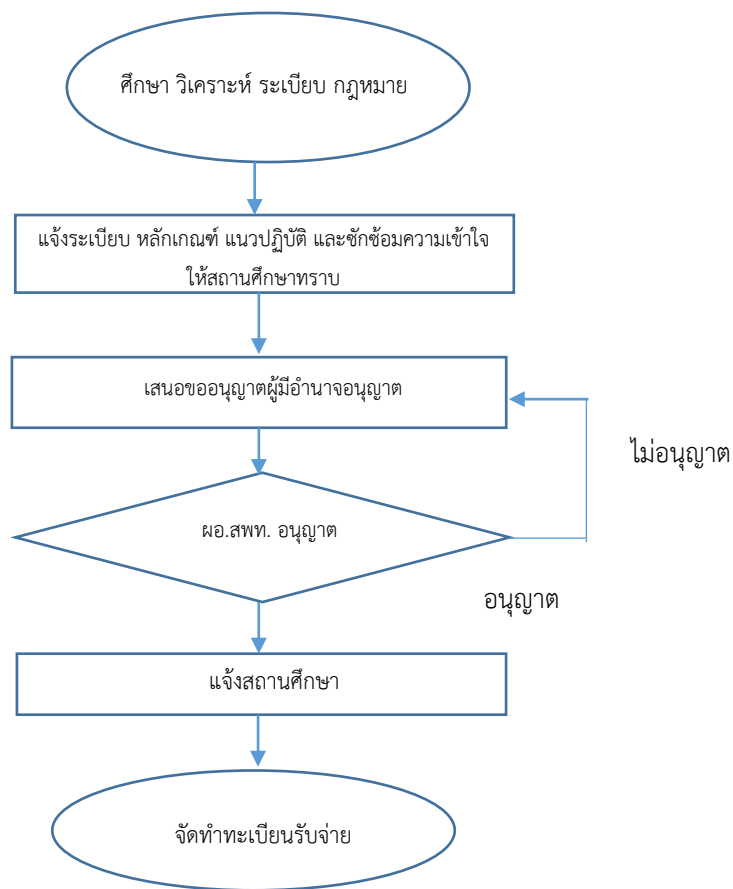 ศึกษา วิเคราะห์ ระเบียบ กฎหมาย
แจ้งระเบียบ หลักเกณฑ์ แนวปฏิบัติ และซักซ้อมความเข้าใจ
ให้สถานศึกษาทราบ
เสนอขออนุญาตผู้มีอำนาจอนุญาต
ไม่อนุญาต
ผอ.สพท. อนุญาต
อนุญาต
แจ้งสถานศึกษา
จัดทำทะเบียนรับจ่าย